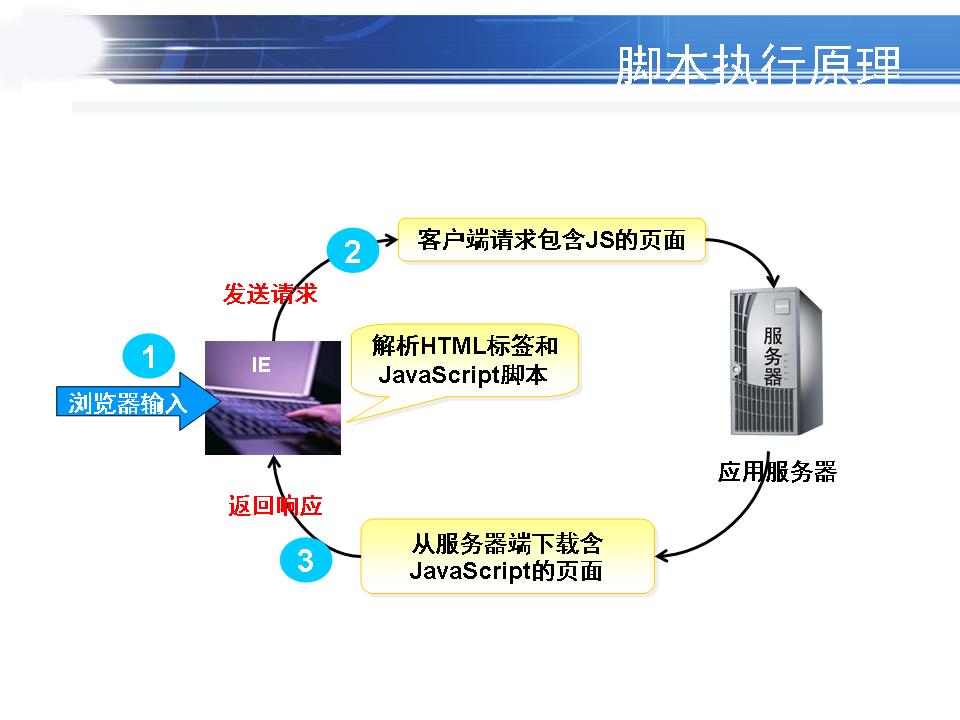 脚本执行原理
2
客户端请求包含JS的页面
发送请求
1
浏览器输入
IE
解析HTML标签和
JavaScript脚本
服务器
应用服务器
返回响应
3
从服务器端下载含
JavaScript的页面